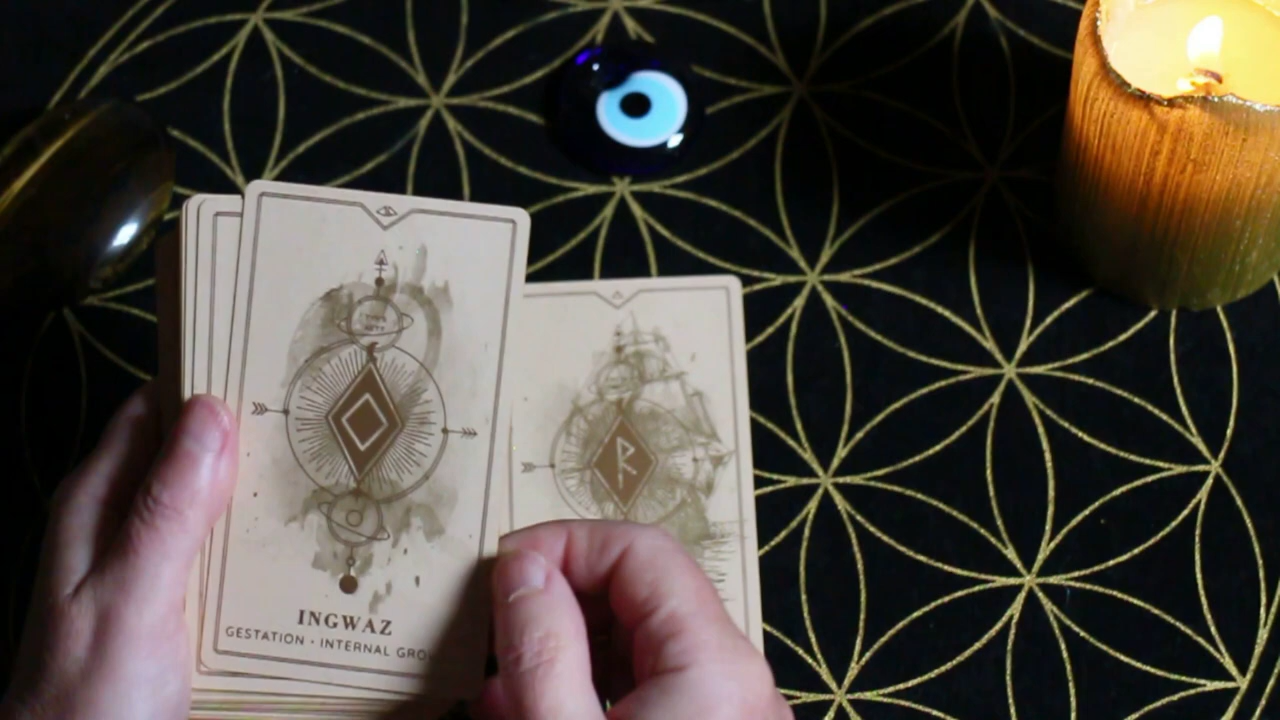 INGWAZ
GESTATION • INTERNAL GRO